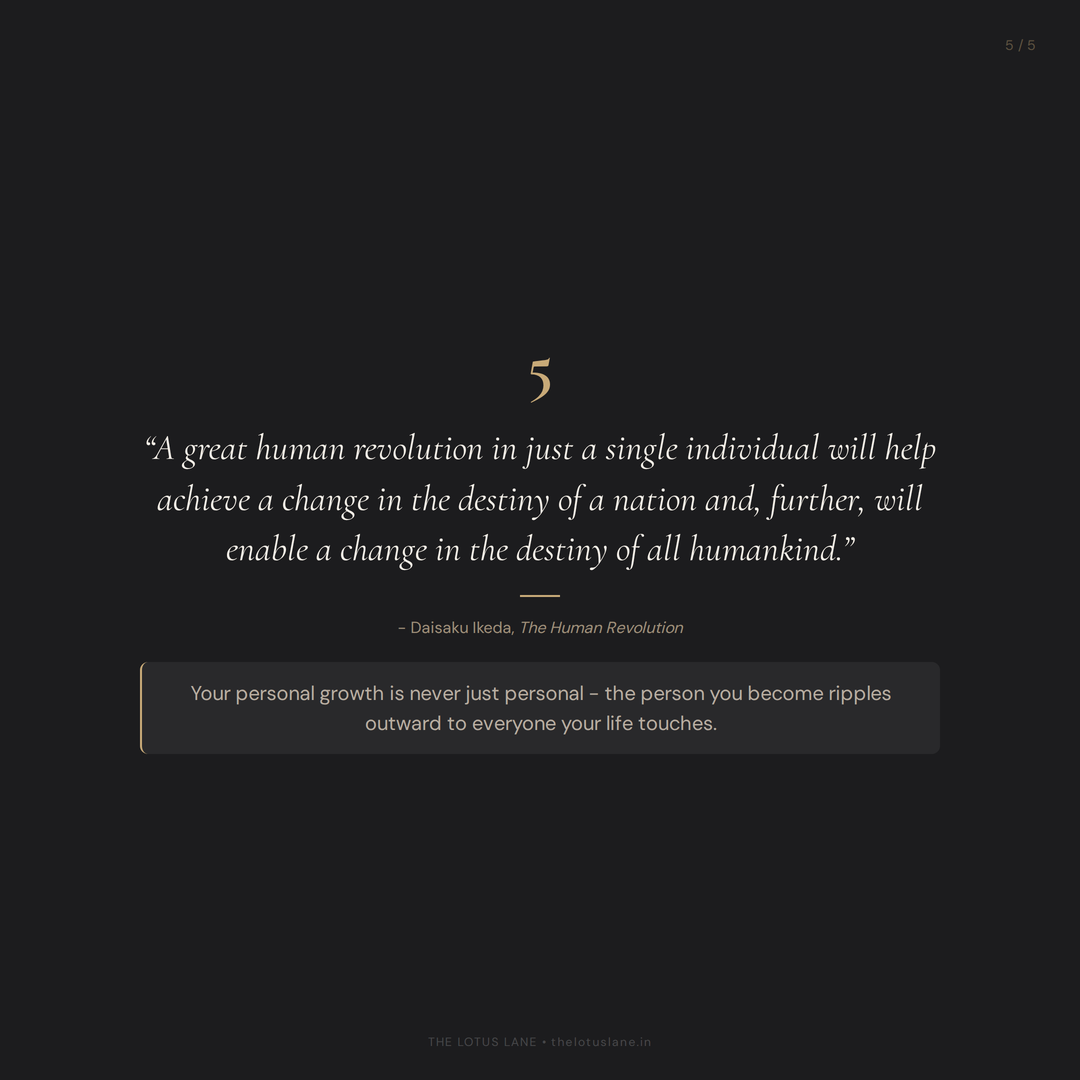 5 / 5
5
“A great human revolution in just a single individual will help
achieve a change in the destiny of a nation and, further, will
enable a change in the destiny of all humankind.”
– Daisaku Ikeda, The Human Revolution
Your personal growth is never just personal – the person you become ripples
outward to everyone your life touches.
THE LOTUS LANE • thelotuslane.in